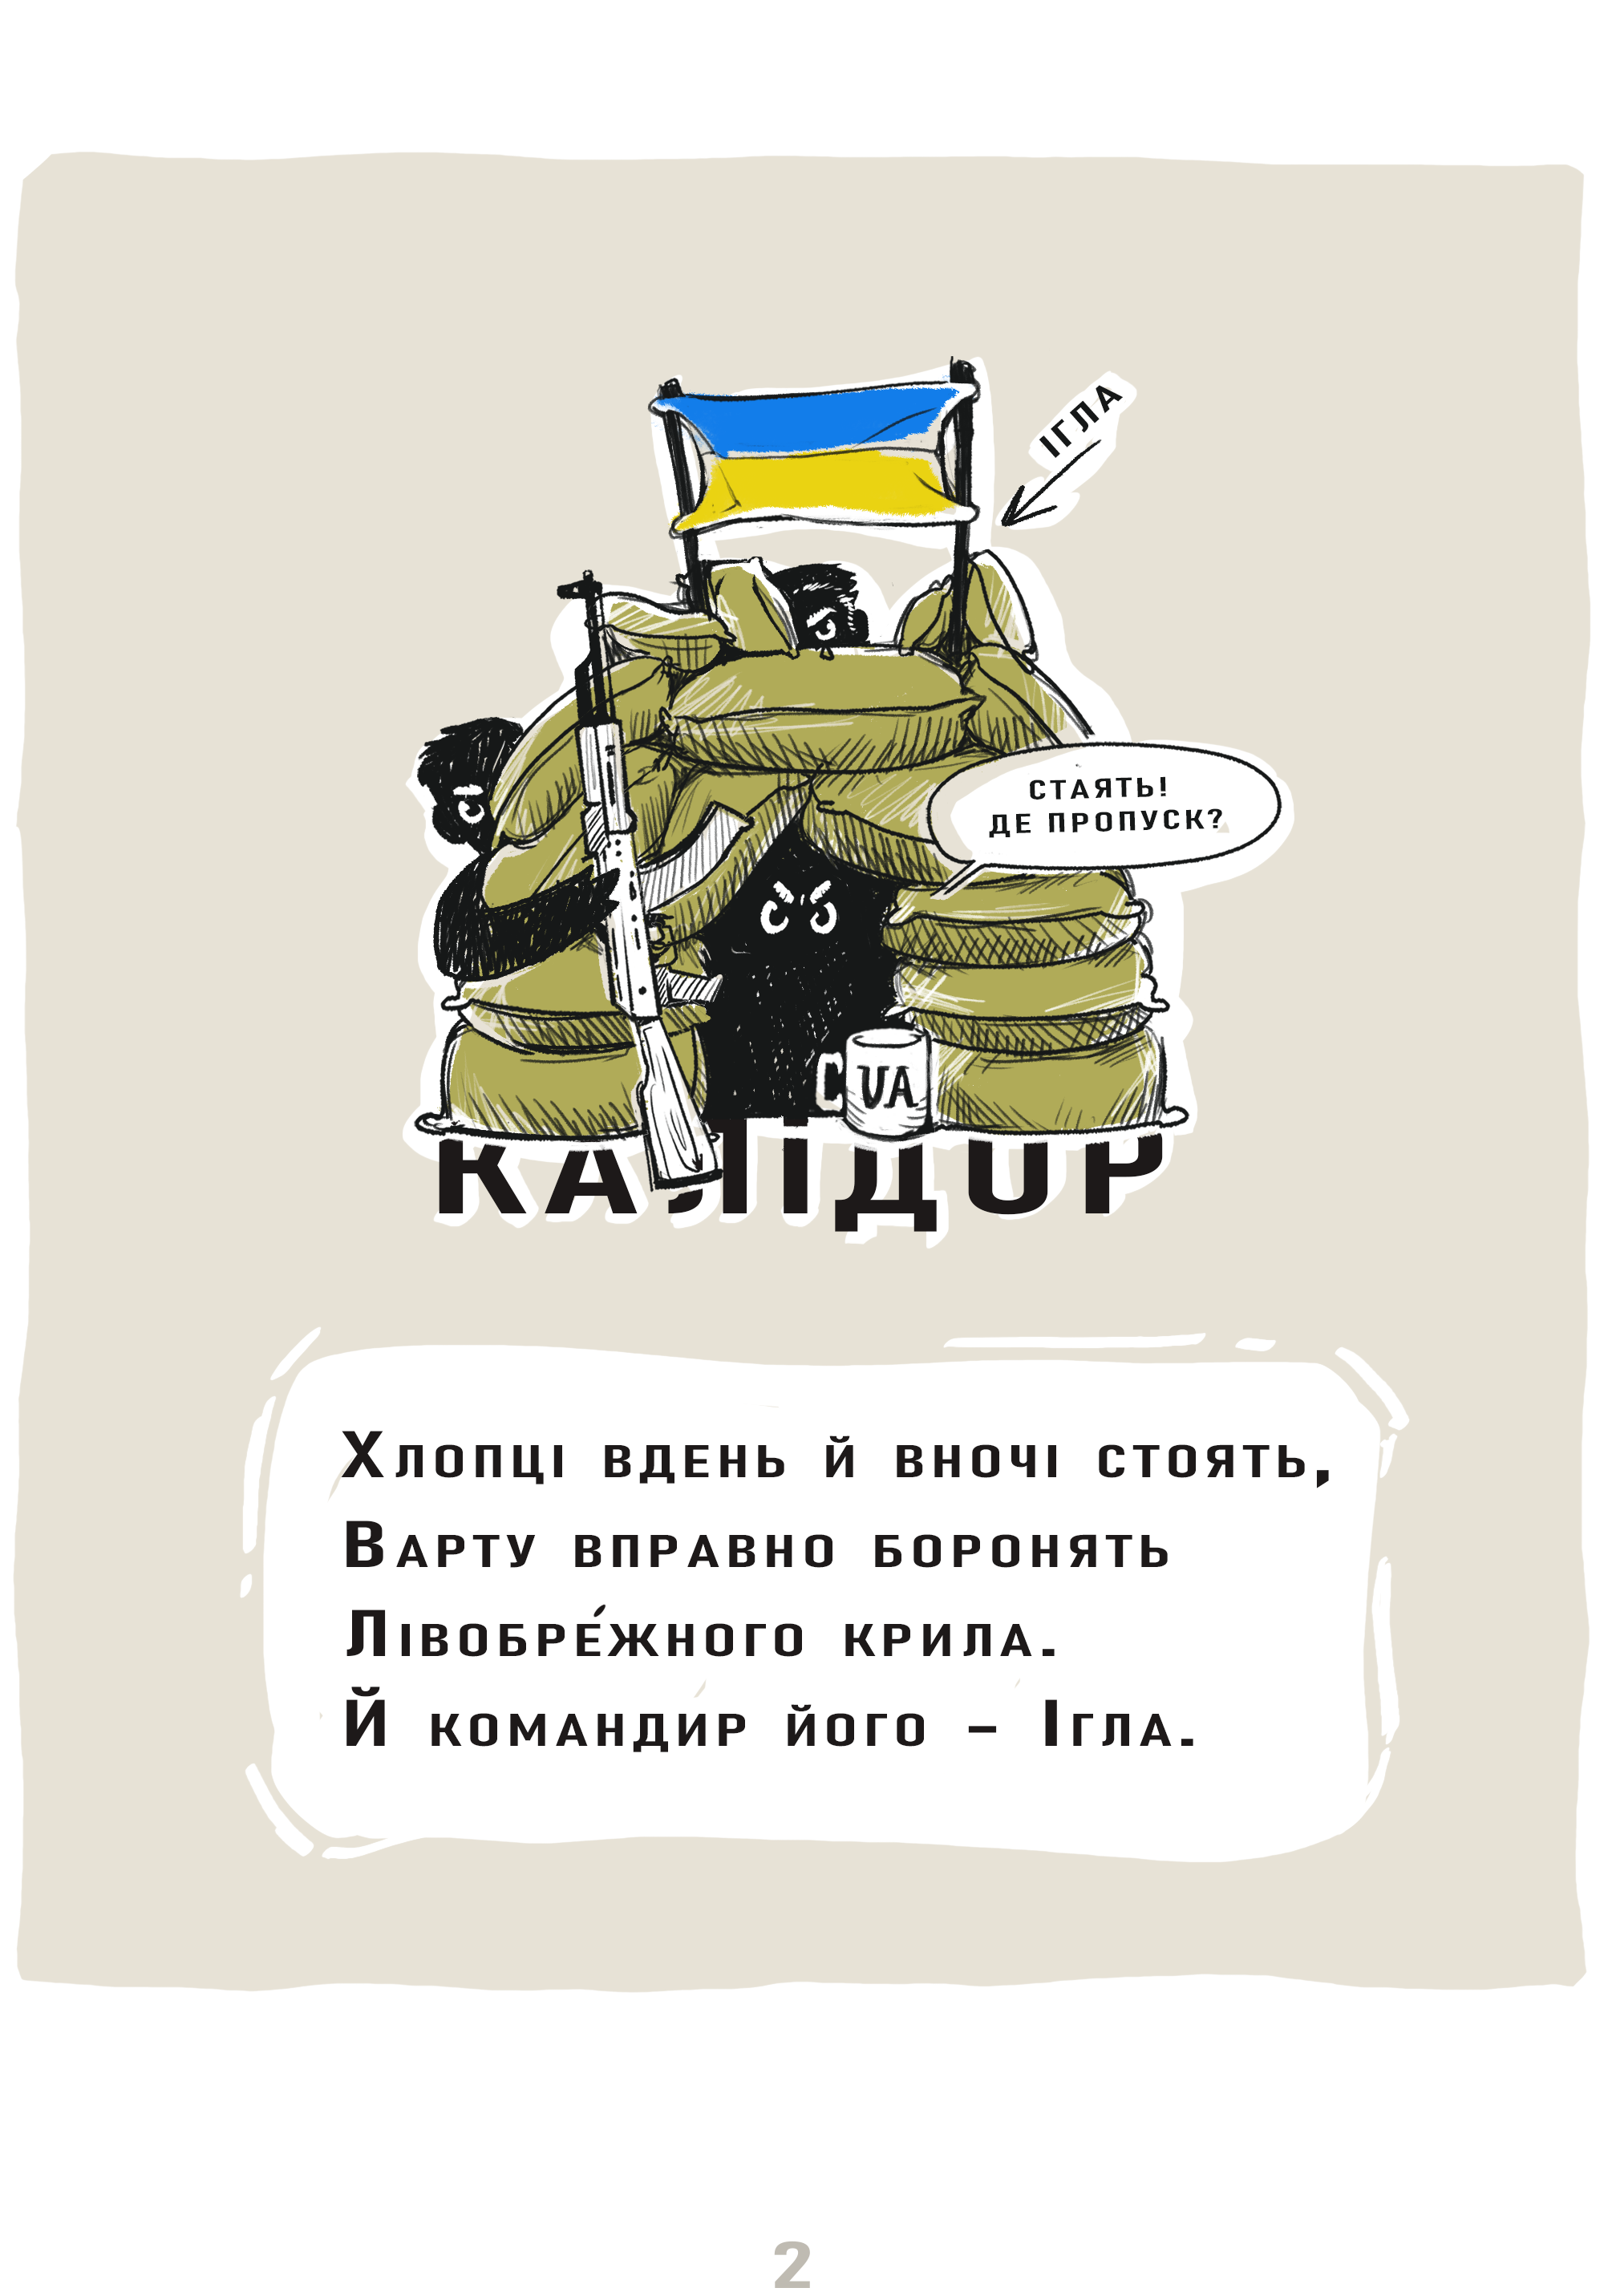 ІГЛА
СТАЯТЬ!
ДЕ ПРОПУСК?
UA
КАЛІДОР
Хлопці вдень й вночі стоять,
Варту вправно боронять
Лівобре́жного крила.
Й командир його – Ігла.
2